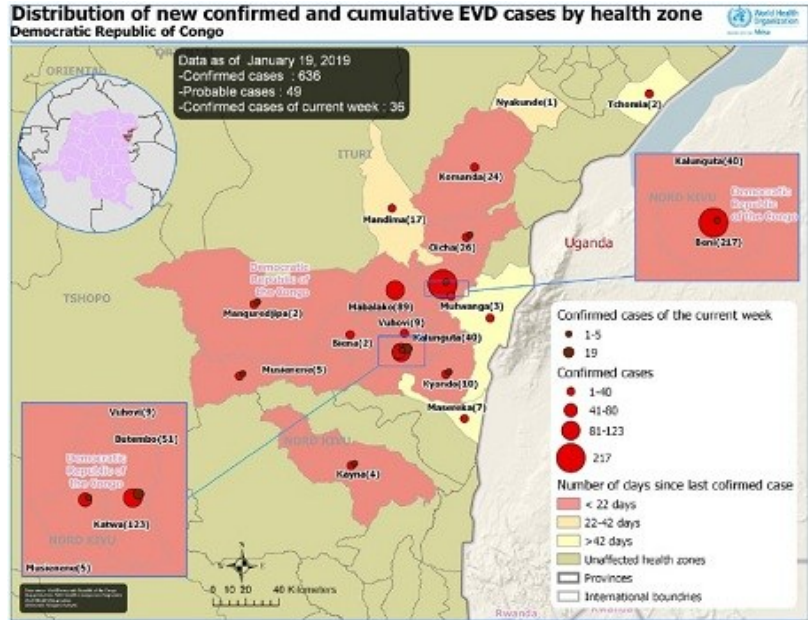 Distribution of new confirmed and cumulative EVD cases by health zone
Democratic Republic of Congo
World Health
Organization
Data as of January 19, 2019
-Confirmed cases : 636
-Probable cases : 49
-Confirmed cases of current week : 36
ORIENTAL
Nyakunde(1)
Tchomia(2)
ITURI
Komanda(24)
Mandima(17)
Oicha(26)
Uganda
Kalunguta(40)
NORD KIVU
Democratic
Republic
of the Congo
Beni(217)
Democratic
Republic of
the Congo
TSHOPO
Manguredjipa(2)
Mabalako(89)
Mutwanga(3)
Vuhovi(9)
Biena(2)
Kalunguta(40)
Musienene(5)
Kyondo(10)
Masereka(7)
NORD KIVU
Kayna(4)
Vuhovi(9)
Butembo(51)
Democratic
Republic of
the Congo
Katwa(123)
NORD KIVU
Musienene(5)
0 10 20 40 Kilometers
Confirmed cases of the current week
1-5
19
Confirmed cases
1-40
41-80
81-123
217
Number of days since last cofirmed case
< 22 days
22-42 days
>42 days
Unaffected health zones
Provinces
International boundries
Rwanda